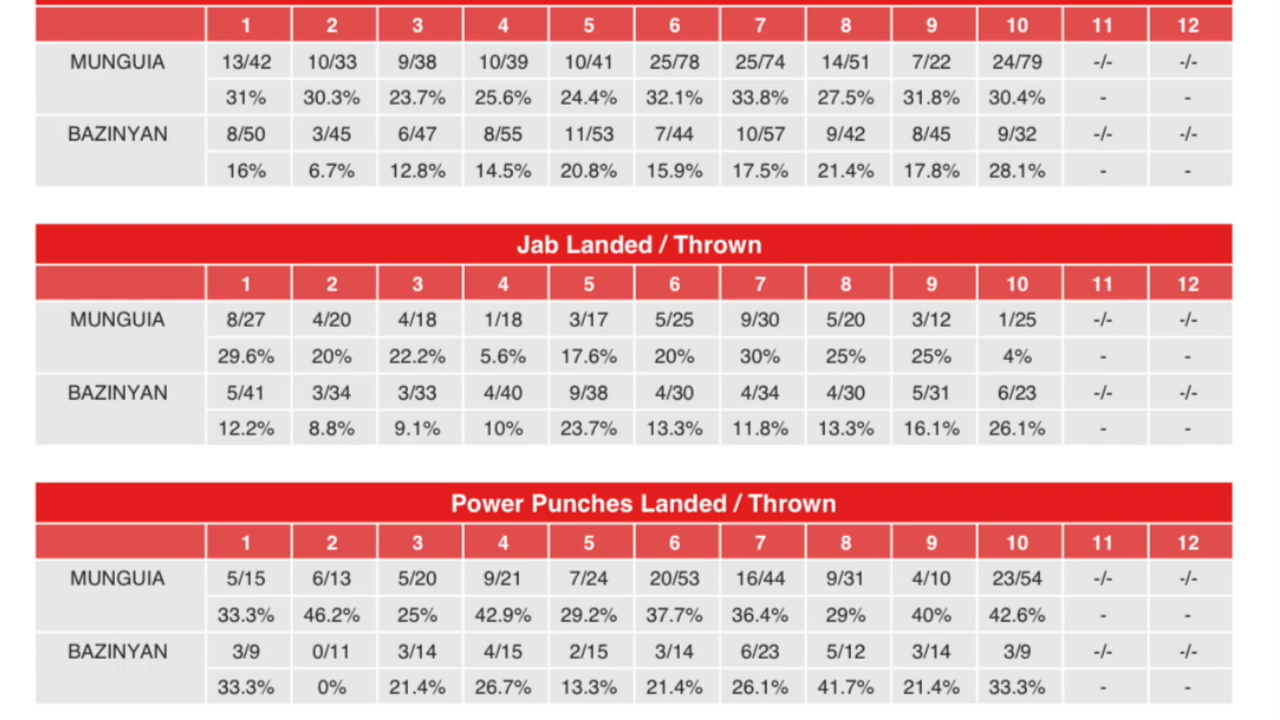 1 2 3 4 5 6 7 8 9 10 11 12
MUNGUIA 13/42 10/33 9/38 10/39 10/41 25/78 25/74 14/51 7/22 24/79 -/- -/-
31% 30.3% 23.7% 25.6% 24.4% 32.1% 33.8% 27.5% 31.8% 30.4% - -
BAZINYAN 8/50 3/45 6/47 8/55 11/53 7/44 10/57 9/42 8/45 9/32 -/- -/-
16% 6.7% 12.8% 14.5% 20.8% 15.9% 17.5% 21.4% 17.8% 28.1% - -
Jab Landed / Thrown
1 2 3 4 5 6 7 8 9 10 11 12
MUNGUIA 8/27 4/20 4/18 1/18 3/17 5/25 9/30 5/20 3/12 1/25 -/- -/-
29.6% 20% 22.2% 5.6% 17.6% 20% 30% 25% 25% 4% - -
BAZINYAN 5/41 3/34 3/33 4/40 9/38 4/30 4/34 4/30 5/31 6/23 -/- -/-
12.2% 8.8% 9.1% 10% 23.7% 13.3% 11.8% 13.3% 16.1% 26.1% - -
Power Punches Landed / Thrown
1 2 3 4 5 6 7 8 9 10 11 12
MUNGUIA 5/15 6/13 5/20 9/21 7/24 20/53 16/44 9/31 4/10 23/54 -/- -/-
33.3% 46.2% 25% 42.9% 29.2% 37.7% 36.4% 29% 40% 42.6% - -
BAZINYAN 3/9 0/11 3/14 4/15 2/15 3/14 6/23 5/12 3/14 3/9 -/- -/-
33.3% 0% 21.4% 26.7% 13.3% 21.4% 26.1% 41.7% 21.4% 33.3% - -